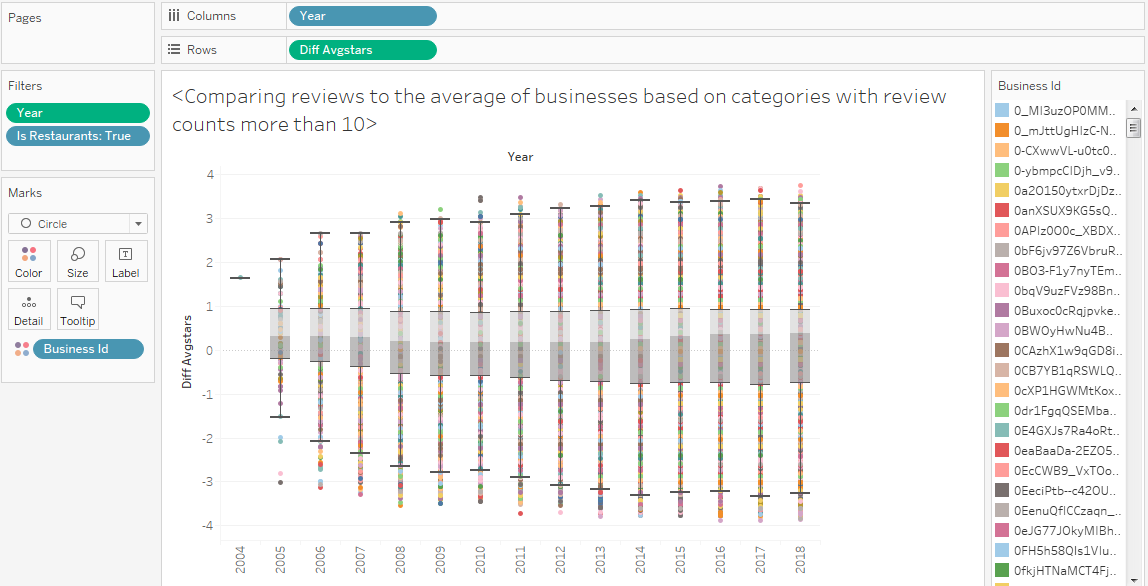 Pages
Columns
Year
Rows
Diff Avgstars
Filters
Year
Is Restaurants: True
Marks
Circle
Color
Size
Label
Detail
Tooltip
Business Id
<Comparing reviews to the average of businesses based on categories with review
counts more than 10>
Year
Diff Avgstars
4
3
2
1
0
-1
-2
-3
-4
2004
2005
2006
2007
2008
2009
2010
2011
2012
2013
2014
2015
2016
2017
2018
Business Id
0_MI3uzOP0MM..
0_mJttUgHIzC-N..
0-CXwwVL-u0tc0..
0-ybmpcCIDjh_v9..
0a2O150ytxrDjDz..
0anXSUX9KG5sQ..
0APIz0O0c_XBDX..
0bF6jv97Z6VbruR..
0BO3-F1y7nyTEm..
0bqV9uzFVz98Bn..
0Buxoc0cRqjpvke..
0BWOyHwNu4B..
0CAzhX1w9qGD8i..
0CB7YB1qRSWLQ..
0cXP1HGWMtKox..
0dr1FgqQSEMba..
0E4GXJs7Ra4oRt..
0eaBaaDa-2EZO5..
0EcCWB9_VxTOo..
0EeciPtb--c42OU..
0EenuQfICCzaqn_..
0eJG77JOkyMIBh..
0FH5h58QIs1VIu..
0fkjHTNaMCT4Fj..